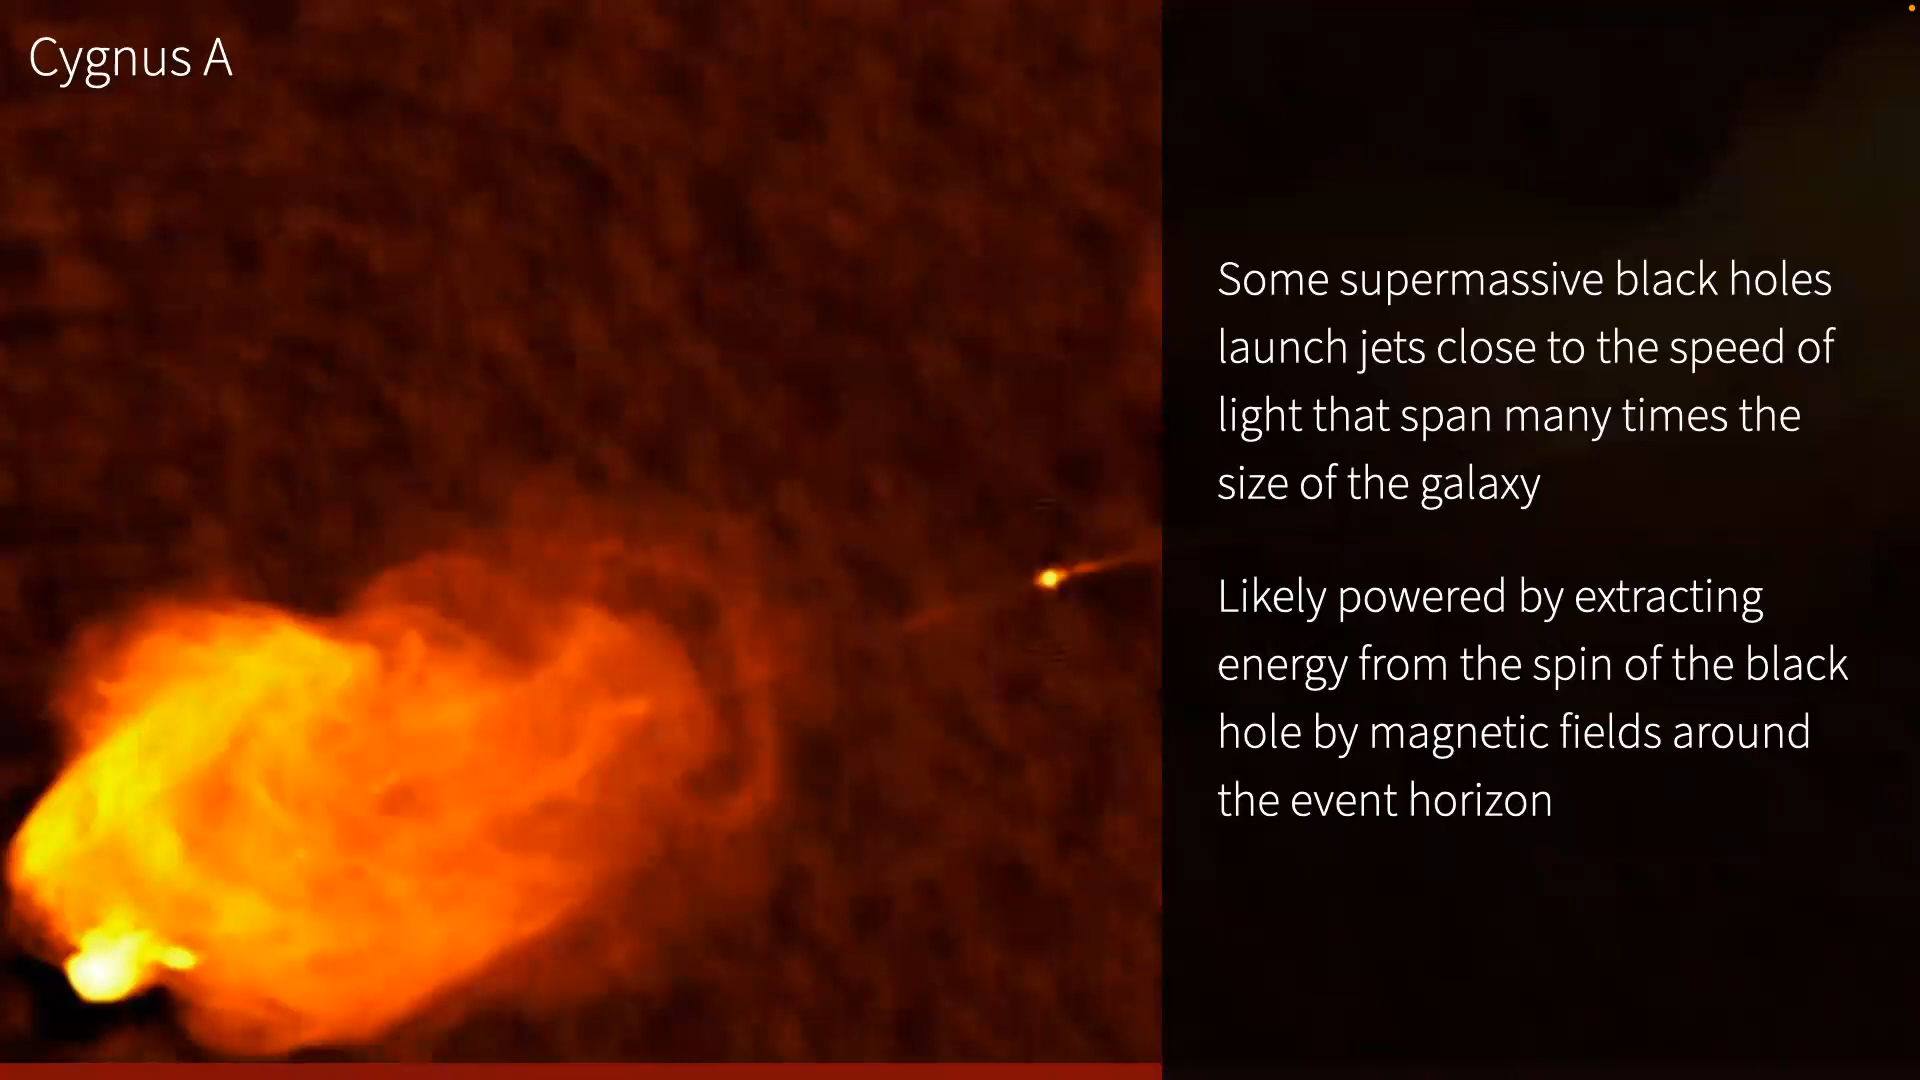 Cygnus A
Some supermassive black holes
launch jets close to the speed of
light that span many times the
size of the galaxy
Likely powered by extracting
energy from the spin of the black
hole by magnetic fields around
the event horizon